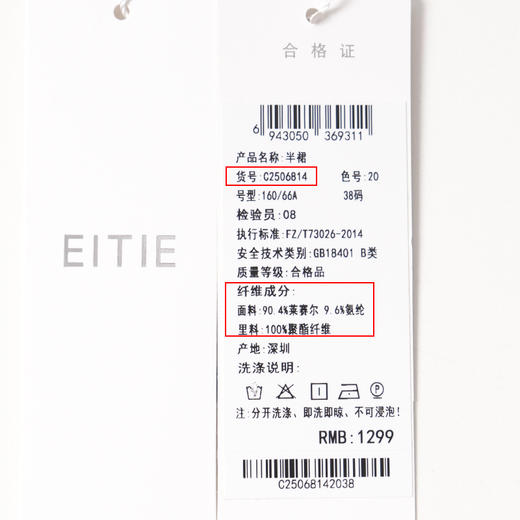 EITIE
合格证
6 943050 369311
产品名称:半裙
货号:C2506814 色号:20
号型:160/66A 38码
检验员:08
执行标准:FZ/T73026-2014
安全技术类别:GB18401 B类
质量等级:合格品
纤维成分:
面料:90.4%莱赛尔 9.6%氨纶
里料:100%聚酯纤维
产地:深圳
洗涤说明:
注:分开洗涤、即洗即晾、不可浸泡!
RMB:1299
C25068142038